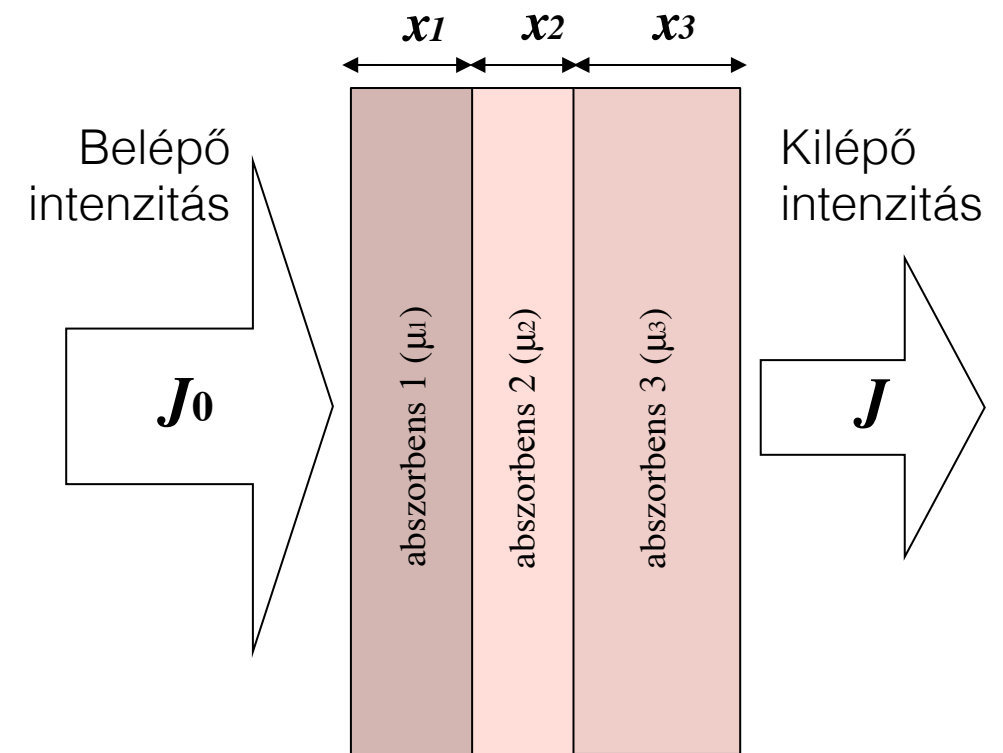 x1 x2 x3
Belépő
intenzitás
Kilépő
intenzitás
J0
abszorbens 1 (μ1)
abszorbens 2 (μ2)
abszorbens 3 (μ3)
J